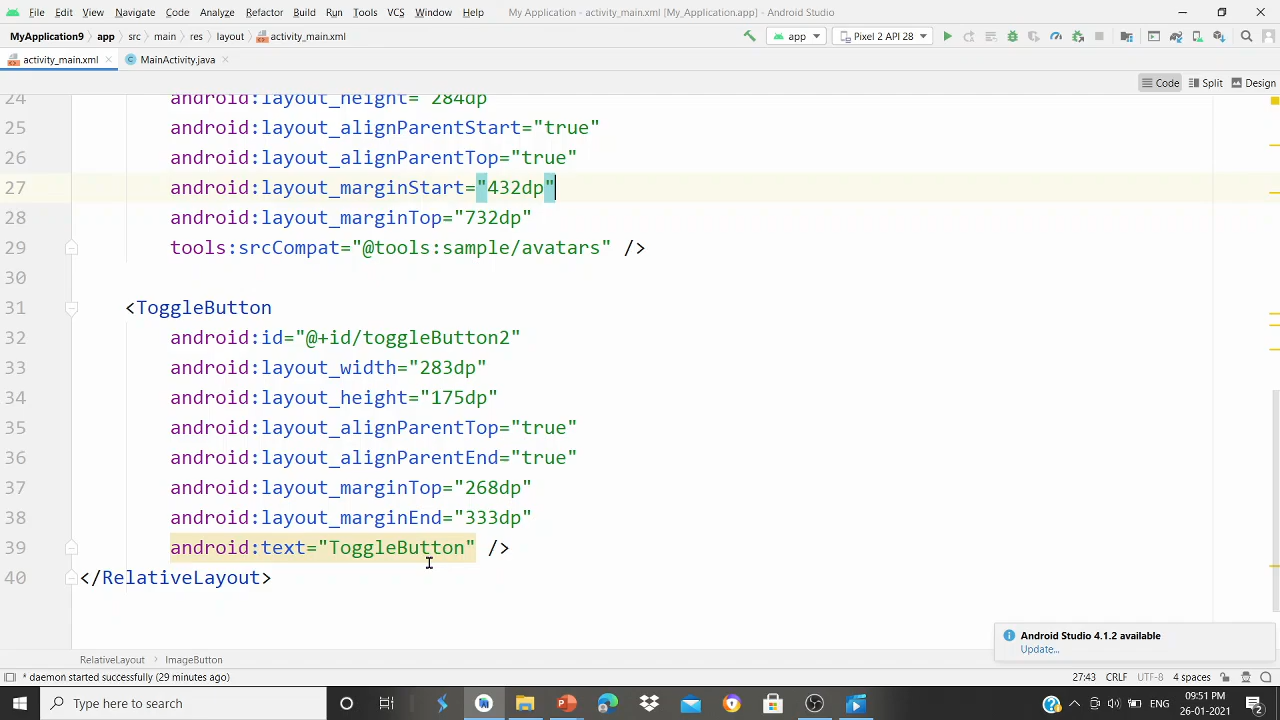 File Edit View Navigate Code Analyze Refactor Build Run Tools VCS Window Help My Application - activity_main.xml [My_Application.app] - Android Studio
MyApplication9 app src main res layout activity_main.xml app Pixel 2 API 28
activity_main.xml MainActivity.java
Code Split Design
24 android:layout_height="284dp"
25 android:layout_alignParentStart="true"
26 android:layout_alignParentTop="true"
27 android:layout_marginStart="432dp"
28 android:layout_marginTop="732dp"
29 tools:srcCompat="@tools:sample/avatars" />
30
31 <ToggleButton
32 android:id="@+id/toggleButton2"
33 android:layout_width="283dp"
34 android:layout_height="175dp"
35 android:layout_alignParentTop="true"
36 android:layout_alignParentEnd="true"
37 android:layout_marginTop="268dp"
38 android:layout_marginEnd="333dp"
39 android:text="ToggleButton" />
40 </RelativeLayout>
Android Studio 4.1.2 available
Update...
RelativeLayout ImageButton
* daemon started successfully (29 minutes ago) 27:43 CRLF UTF-8 4 spaces
Type here to search ENG 09:51 PM
26-01-2021